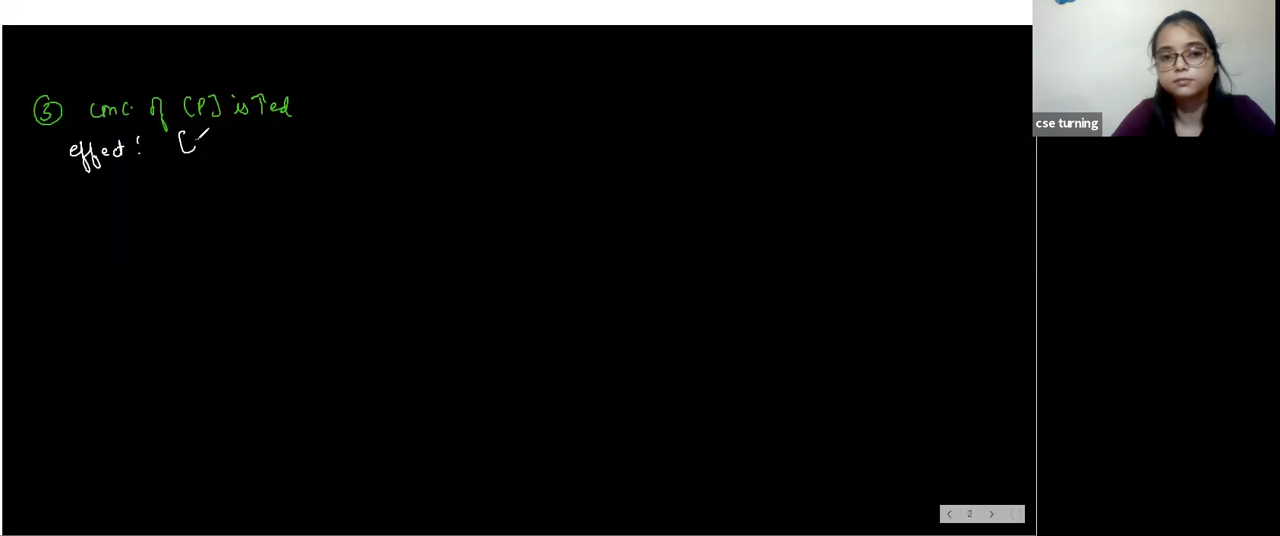 ③ conc. of [P] is ↑ed
effect: [
cse turning
2